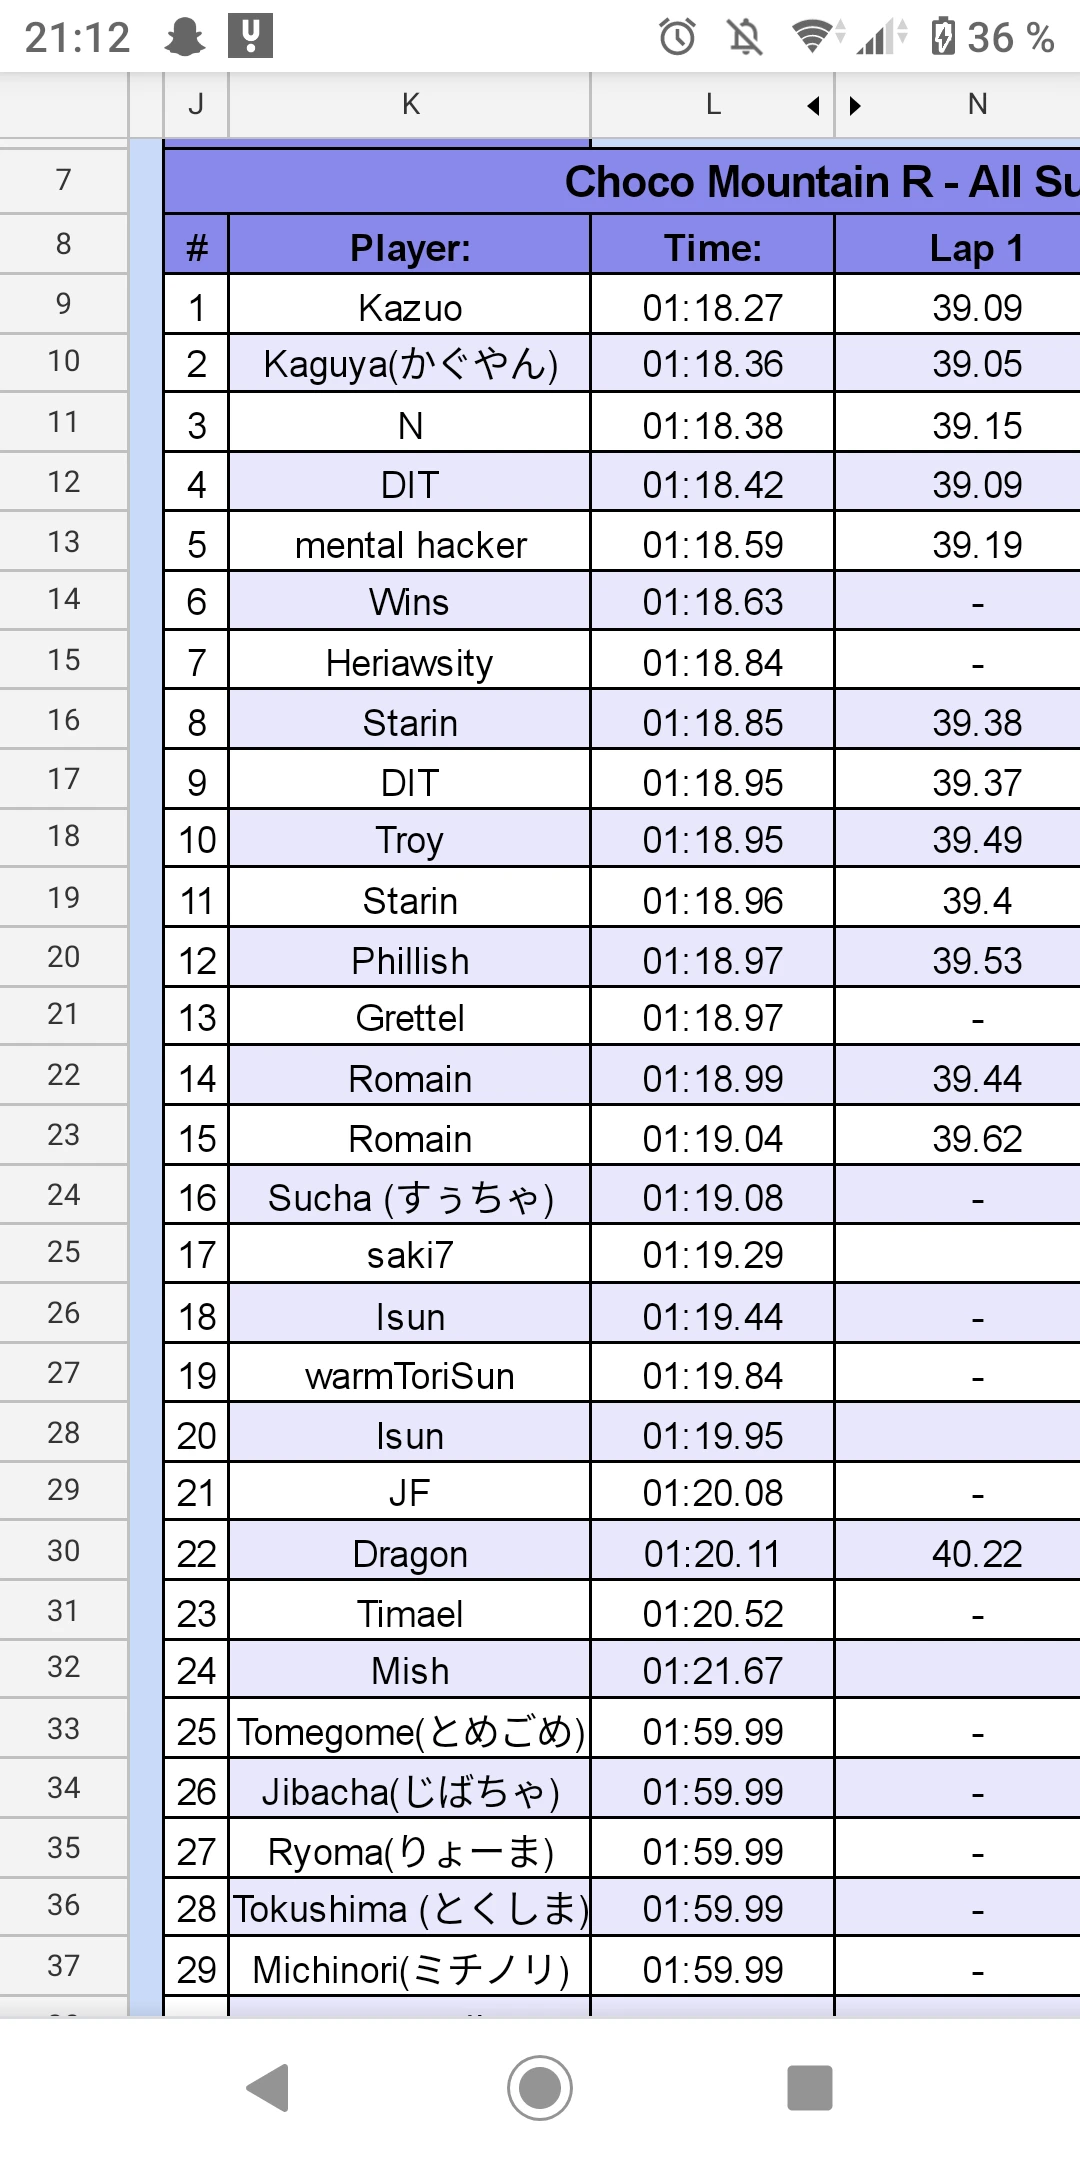 21:12 36 %
J K L N
7 Choco Mountain R - All Su
8 # Player: Time: Lap 1
9 1 Kazuo 01:18.27 39.09
10 2 Kaguya(かぐやん) 01:18.36 39.05
11 3 N 01:18.38 39.15
12 4 DIT 01:18.42 39.09
13 5 mental hacker 01:18.59 39.19
14 6 Wins 01:18.63 -
15 7 Heriawsity 01:18.84 -
16 8 Starin 01:18.85 39.38
17 9 DIT 01:18.95 39.37
18 10 Troy 01:18.95 39.49
19 11 Starin 01:18.96 39.4
20 12 Phillish 01:18.97 39.53
21 13 Grettel 01:18.97 -
22 14 Romain 01:18.99 39.44
23 15 Romain 01:19.04 39.62
24 16 Sucha (すぅちゃ) 01:19.08 -
25 17 saki7 01:19.29
26 18 Isun 01:19.44 -
27 19 warmToriSun 01:19.84 -
28 20 Isun 01:19.95
29 21 JF 01:20.08 -
30 22 Dragon 01:20.11 40.22
31 23 Timael 01:20.52 -
32 24 Mish 01:21.67
33 25 Tomegome(とめごめ) 01:59.99 -
34 26 Jibacha(じばちゃ) 01:59.99 -
35 27 Ryoma(りょーま) 01:59.99 -
36 28 Tokushima (とくしま) 01:59.99 -
37 29 Michinori(ミチノリ) 01:59.99 -